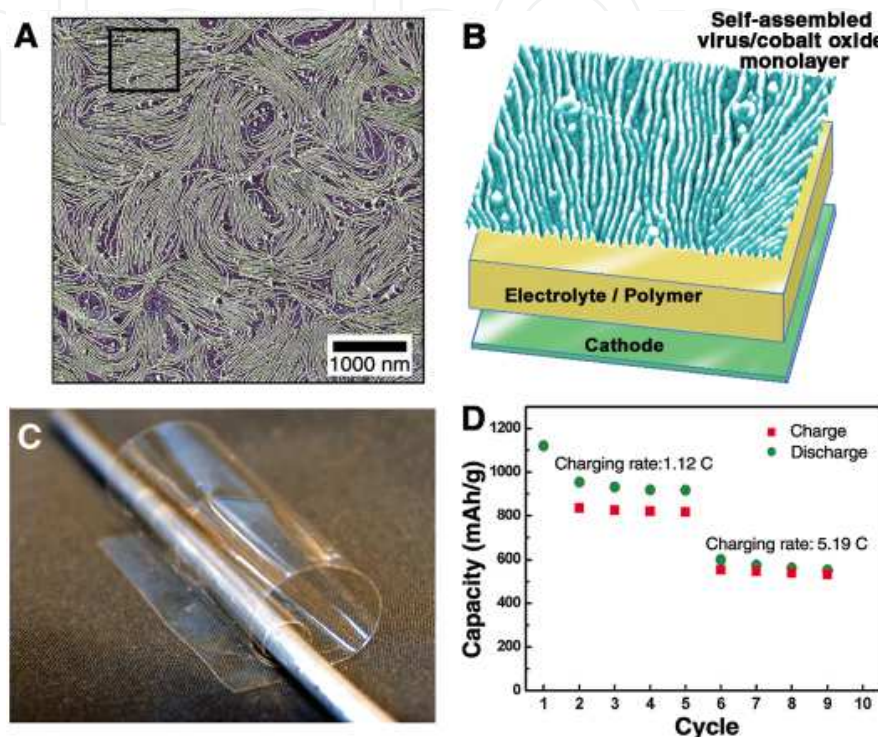 A
1000 nm
B
Self-assembled
virus/cobalt oxide
monolayer
Electrolyte / Polymer
Cathode
C
D
Capacity (mAh/g)
1200
1000
800
600
400
200
0
Charge
Discharge
Charging rate:1.12 C
Charging rate: 5.19 C
1 2 3 4 5 6 7 8 9 10
Cycle